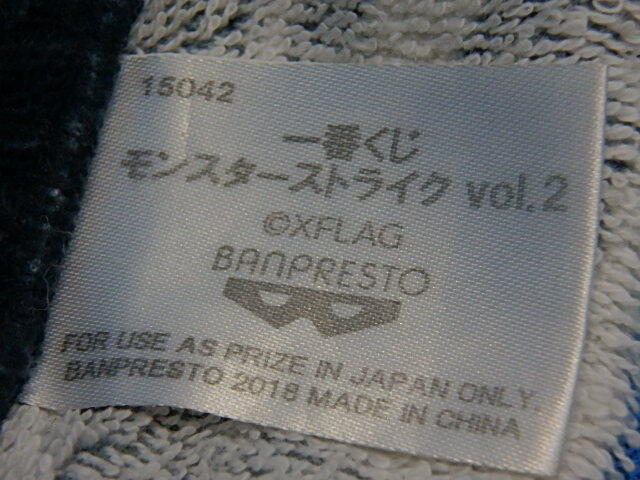 15042
一番くじ
モンスターストライク vol.2
©XFLAG
BANPRESTO
FOR USE AS PRIZE IN JAPAN ONLY.
BANPRESTO 2018 MADE IN CHINA